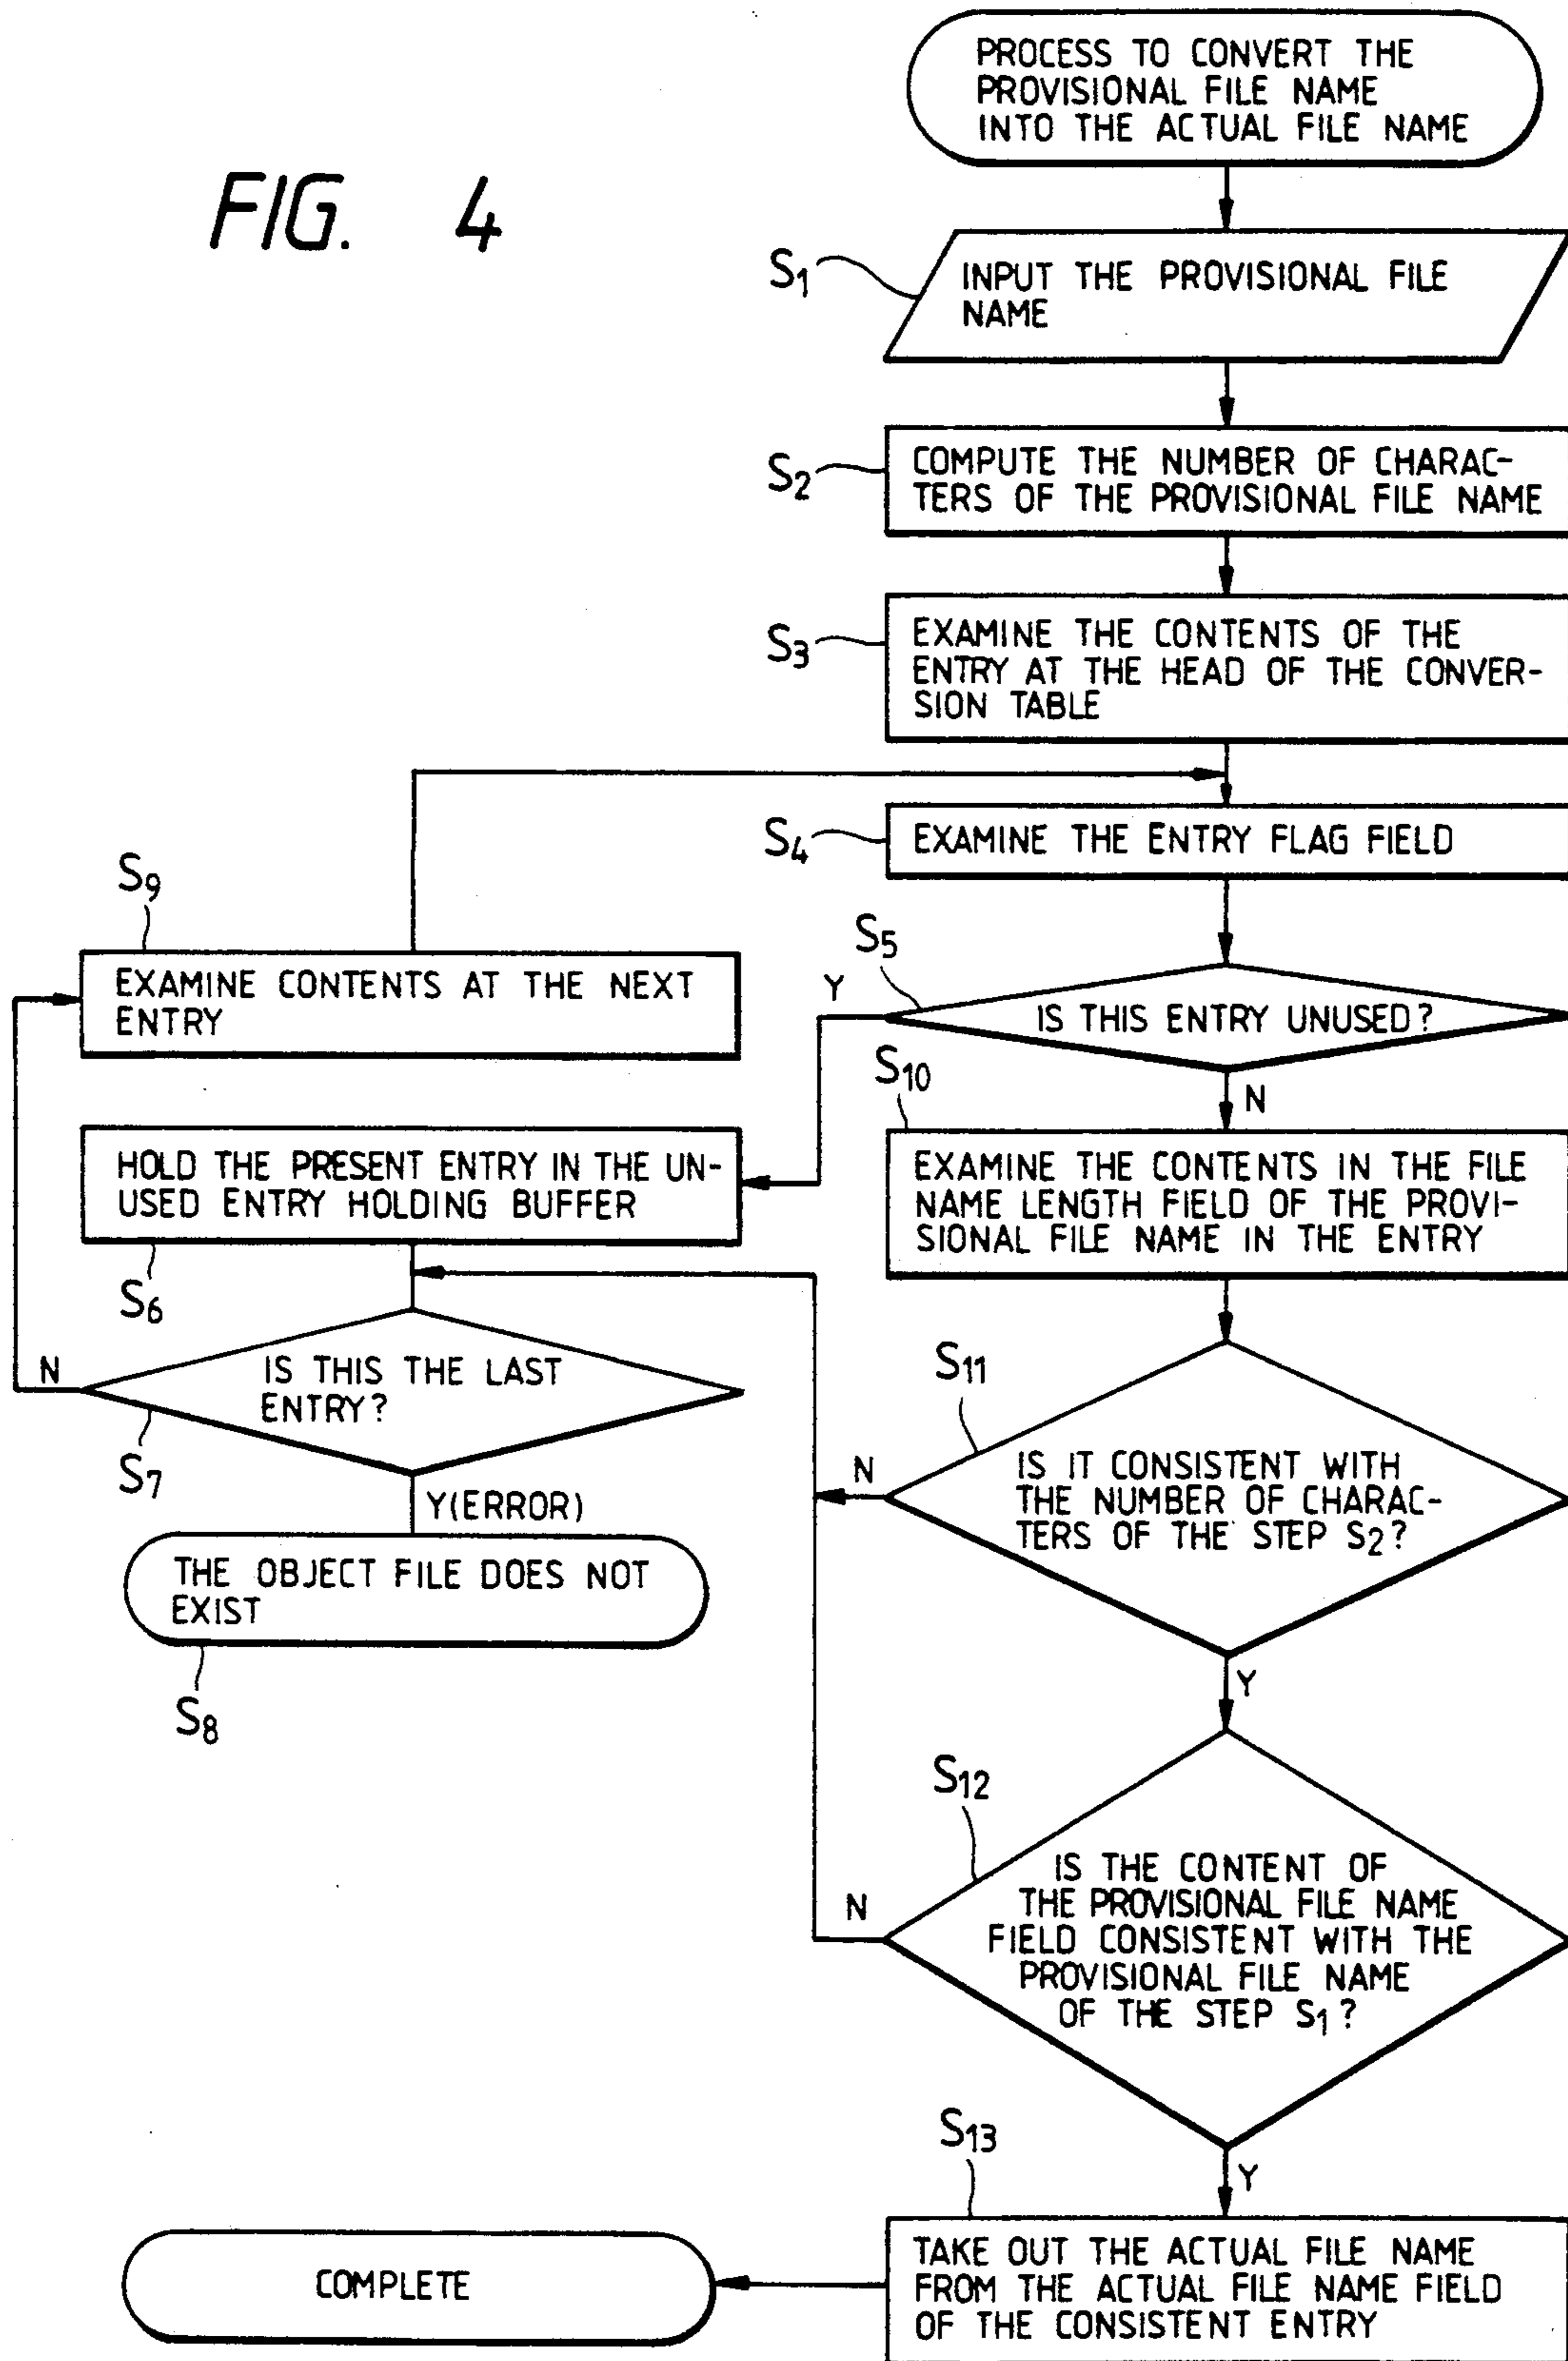 FIG. 4
PROCESS TO CONVERT THE
PROVISIONAL FILE NAME
INTO THE ACTUAL FILE NAME
S1
INPUT THE PROVISIONAL FILE
NAME
S2
COMPUTE THE NUMBER OF CHARAC-
TERS OF THE PROVISIONAL FILE NAME
S3
EXAMINE THE CONTENTS OF THE
ENTRY AT THE HEAD OF THE CONVER-
SION TABLE
S4
EXAMINE THE ENTRY FLAG FIELD
S5
Y
IS THIS ENTRY UNUSED?
N
S9
EXAMINE CONTENTS AT THE NEXT
ENTRY
HOLD THE PRESENT ENTRY IN THE UN-
USED ENTRY HOLDING BUFFER
S6
N
IS THIS THE LAST
ENTRY?
S7
Y(ERROR)
THE OBJECT FILE DOES NOT
EXIST
S8
S10
EXAMINE THE CONTENTS IN THE FILE
NAME LENGTH FIELD OF THE PROVI-
SIONAL FILE NAME IN THE ENTRY
S11
N
IS IT CONSISTENT WITH
THE NUMBER OF CHARAC-
TERS OF THE STEP S2?
Y
S12
N
IS THE CONTENT OF
THE PROVISIONAL FILE NAME
FIELD CONSISTENT WITH THE
PROVISIONAL FILE NAME
OF THE STEP S1?
Y
S13
TAKE OUT THE ACTUAL FILE NAME
FROM THE ACTUAL FILE NAME FIELD
OF THE CONSISTENT ENTRY
COMPLETE